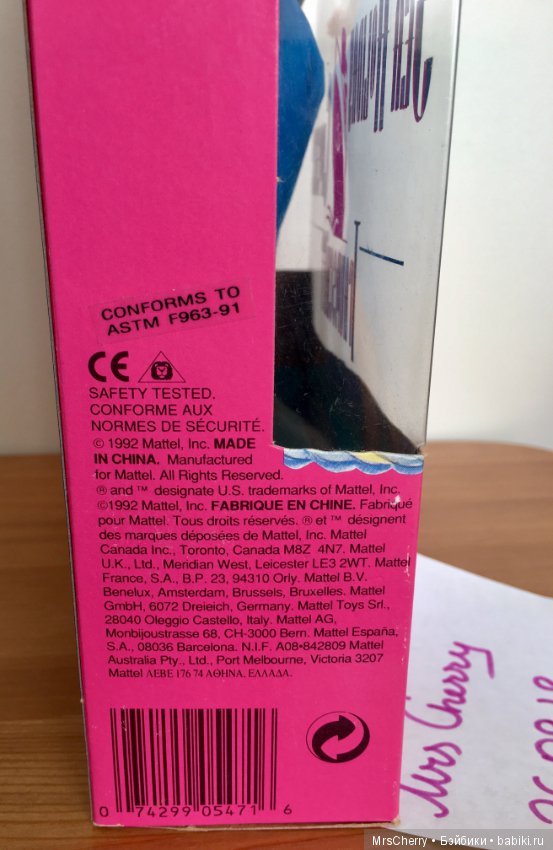 CONFORMS TO
ASTM F963-91
CE
SAFETY TESTED.
CONFORME AUX
NORMES DE SÉCURITÉ.
© 1992 Mattel, Inc. MADE
IN CHINA. Manufactured
for Mattel. All Rights Reserved.
® and ™ designate U.S. trademarks of Mattel, Inc.
©1992 Mattel, Inc. FABRIQUE EN CHINE. Fabriqué
pour Mattel. Tous droits réservés. ® et ™ désignent
des marques déposées de Mattel, Inc. Mattel
Canada Inc., Toronto, Canada M8Z 4N7. Mattel
U.K., Ltd., Meridian West, Leicester LE3 2WT. Mattel
France, S.A., B.P. 23, 94310 Orly. Mattel B.V.
Benelux, Amsterdam, Brussels, Bruxelles. Mattel
GmbH, 6072 Dreieich, Germany. Mattel Toys Srl.,
28040 Oleggio Castello, Italy. Mattel AG,
Monbijoustrasse 68, CH-3000 Bern. Mattel España,
S.A., 08036 Barcelona. N.I.F. A08-842809 Mattel
Australia Pty., Ltd., Port Melbourne, Victoria 3207
Mattel ΑΕΒΕ 176 74 ΑΘΗΝΑ. ΕΛΛΑΔΑ.
0 74299 05471 6
Mrs Cherry
MrsCherry • Бэйбики • babiki.ru